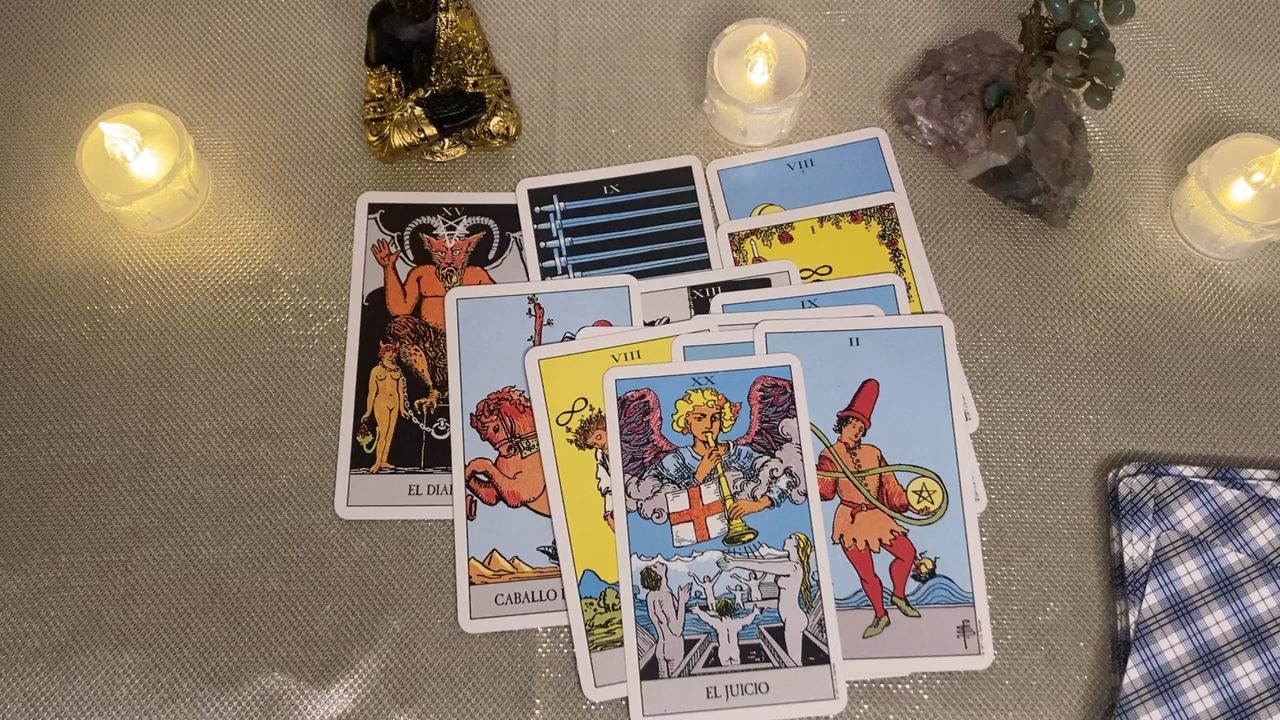 VIII
IX
XV
I
XIII
IX
II
VIII
XX
EL DIA
CABALLO
EL JUICIO